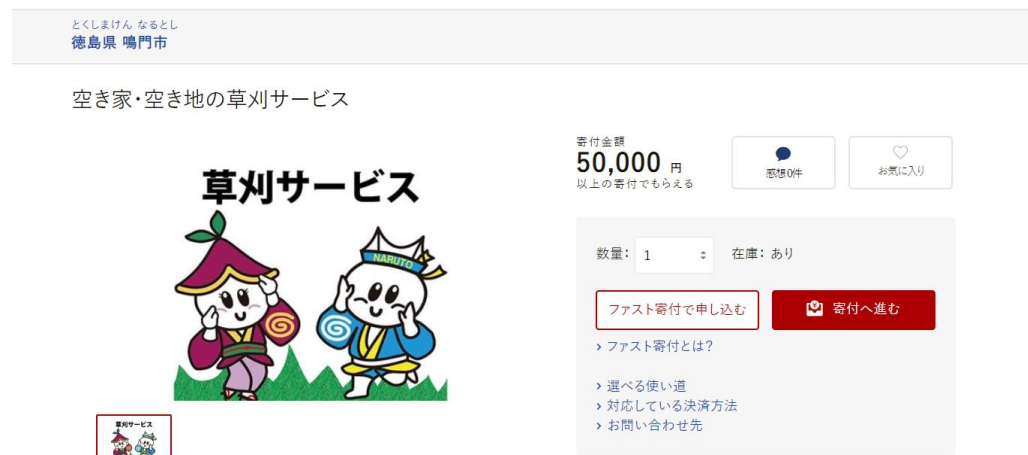 とくしまけん なるとし
徳島県 鳴門市
空き家・空き地の草刈サービス
草刈サービス
NARUTO
草刈サービス
寄付金額
50,000 円
以上の寄付でもらえる
感想0件
お気に入り
数量: 1 在庫: あり
ファスト寄付で申し込む
寄付へ進む
› ファスト寄付とは?
› 選べる使い道
› 対応している決済方法
› お問い合わせ先